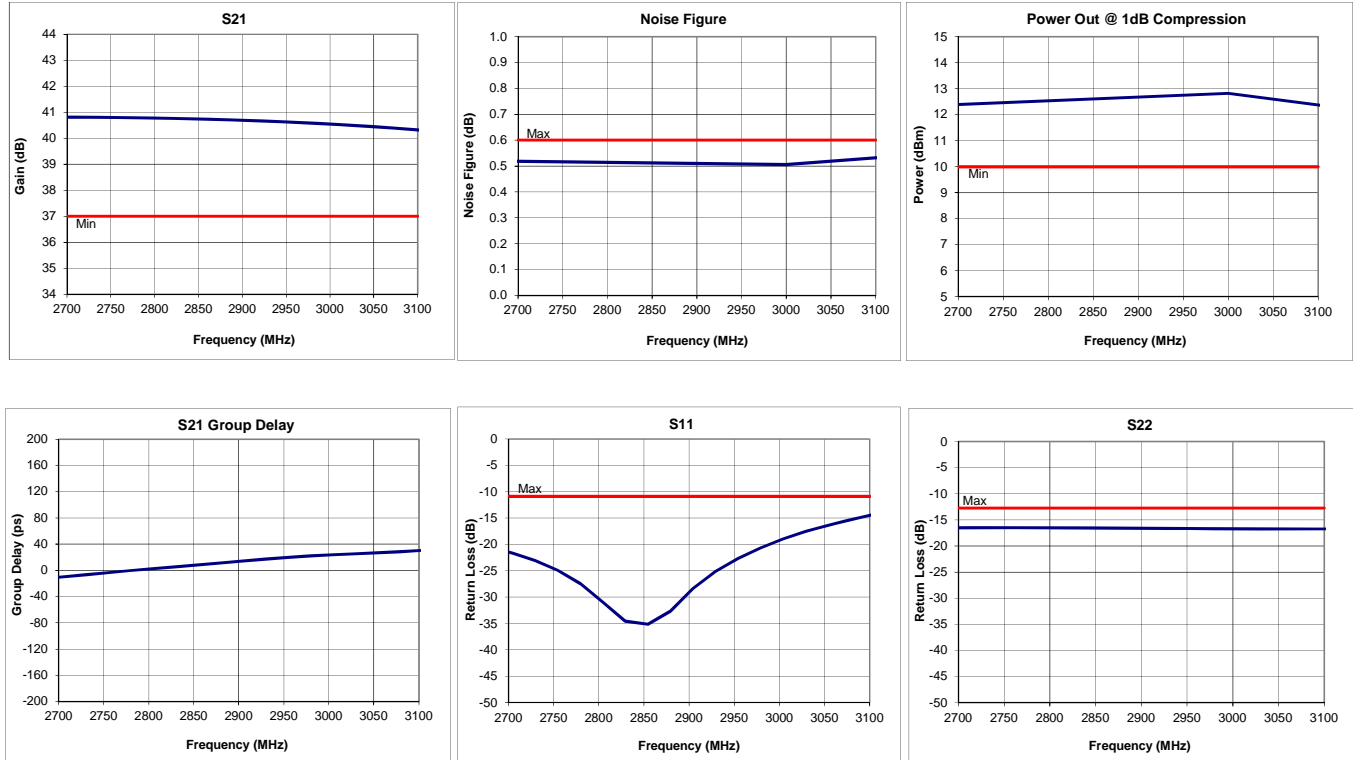 S21
44
43
42
41
40
39
38
37
36
35
34
Gain (dB)
Min
2700 2750 2800 2850 2900 2950 3000 3050 3100
Frequency (MHz)
Noise Figure
1.0
0.9
0.8
0.7
0.6
0.5
0.4
0.3
0.2
0.1
0.0
Noise Figure (dB)
Max
2700 2750 2800 2850 2900 2950 3000 3050 3100
Frequency (MHz)
Power Out @ 1dB Compression
15
14
13
12
11
10
9
8
7
6
5
Power (dBm)
Min
2700 2750 2800 2850 2900 2950 3000 3050 3100
Frequency (MHz)
S21 Group Delay
200
160
120
80
40
0
-40
-80
-120
-160
-200
Group Delay (ps)
2700 2750 2800 2850 2900 2950 3000 3050 3100
Frequency (MHz)
S11
0
-5
-10
-15
-20
-25
-30
-35
-40
-45
-50
Return Loss (dB)
Max
2700 2750 2800 2850 2900 2950 3000 3050 3100
Frequency (MHz)
S22
0
-5
-10
-15
-20
-25
-30
-35
-40
-45
-50
Return Loss (dB)
Max
2700 2750 2800 2850 2900 2950 3000 3050 3100
Frequency (MHz)